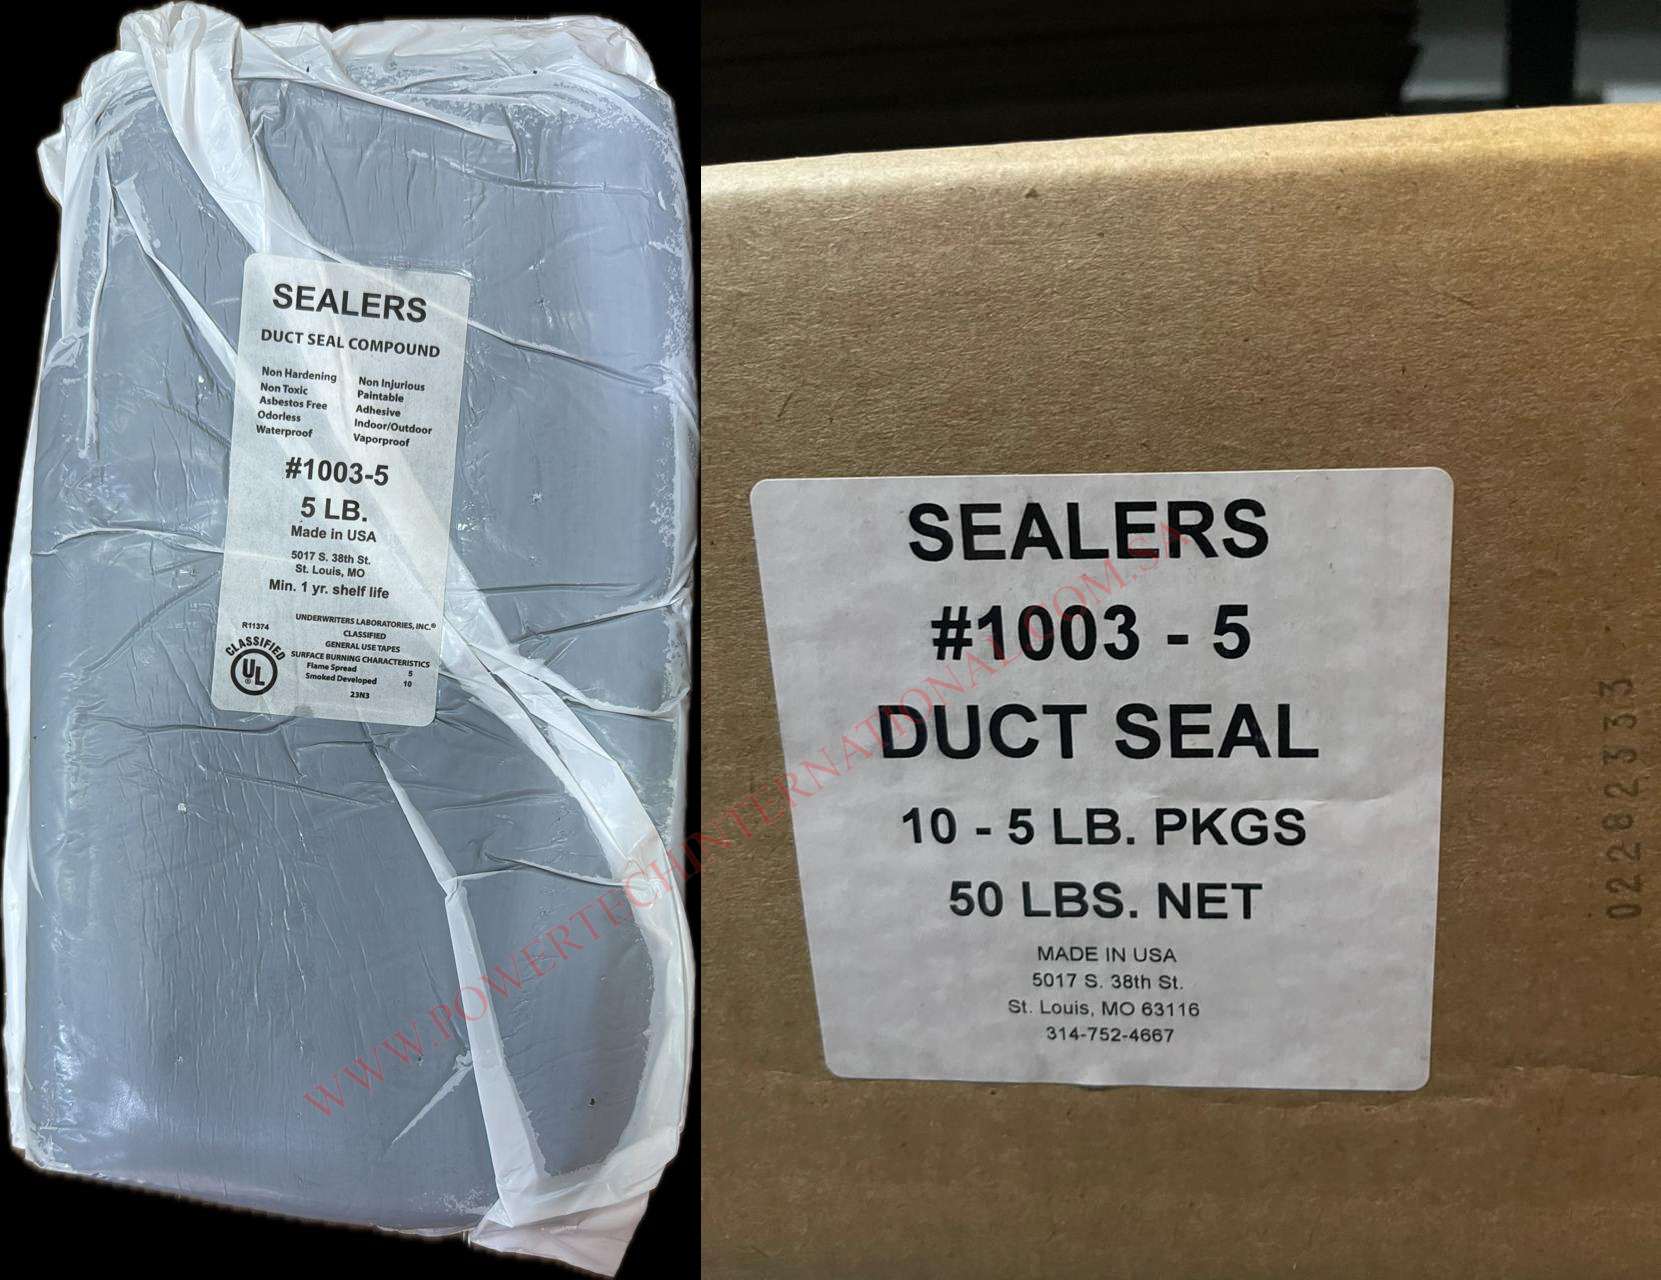 SEALERS
DUCT SEAL COMPOUND
Non Hardening Non Injurious
Non Toxic Paintable
Asbestos Free Adhesive
Odorless Indoor/Outdoor
Waterproof Vaporproof
#1003-5
5 LB.
Made in USA
5017 S. 38th St.
St. Louis, MO
Min. 1 yr. shelf life
UNDERWRITERS LABORATORIES, INC.®
R11374
CLASSIFIED
UL
CLASSIFIED
GENERAL USE TAPES
SURFACE BURNING CHARACTERISTICS
Flame Spread 5
Smoked Developed 10
23N3
SEALERS
#1003 - 5
DUCT SEAL
10 - 5 LB. PKGS
50 LBS. NET
MADE IN USA
5017 S. 38th St.
St. Louis, MO 63116
314-752-4667
02282333
WWW.POWERTECHINTERNATIONAL.COM.SA